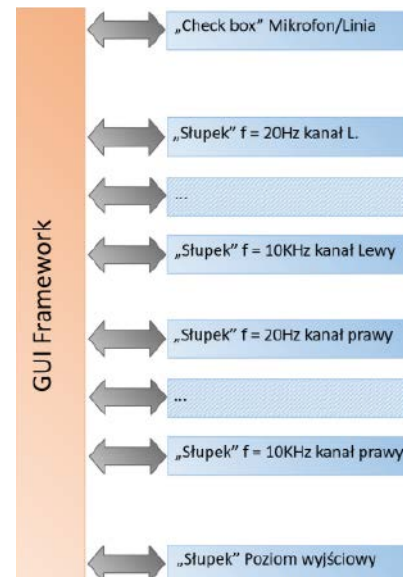 „Check box” Mikrofon/Linia
„Słupek” f = 20Hz kanał L.
...
„Słupek” f = 10KHz kanał Lewy
GUI Framework
„Słupek” f = 20Hz kanał prawy
...
„Słupek” f = 10KHz kanał prawy
„Słupek” Poziom wyjściowy